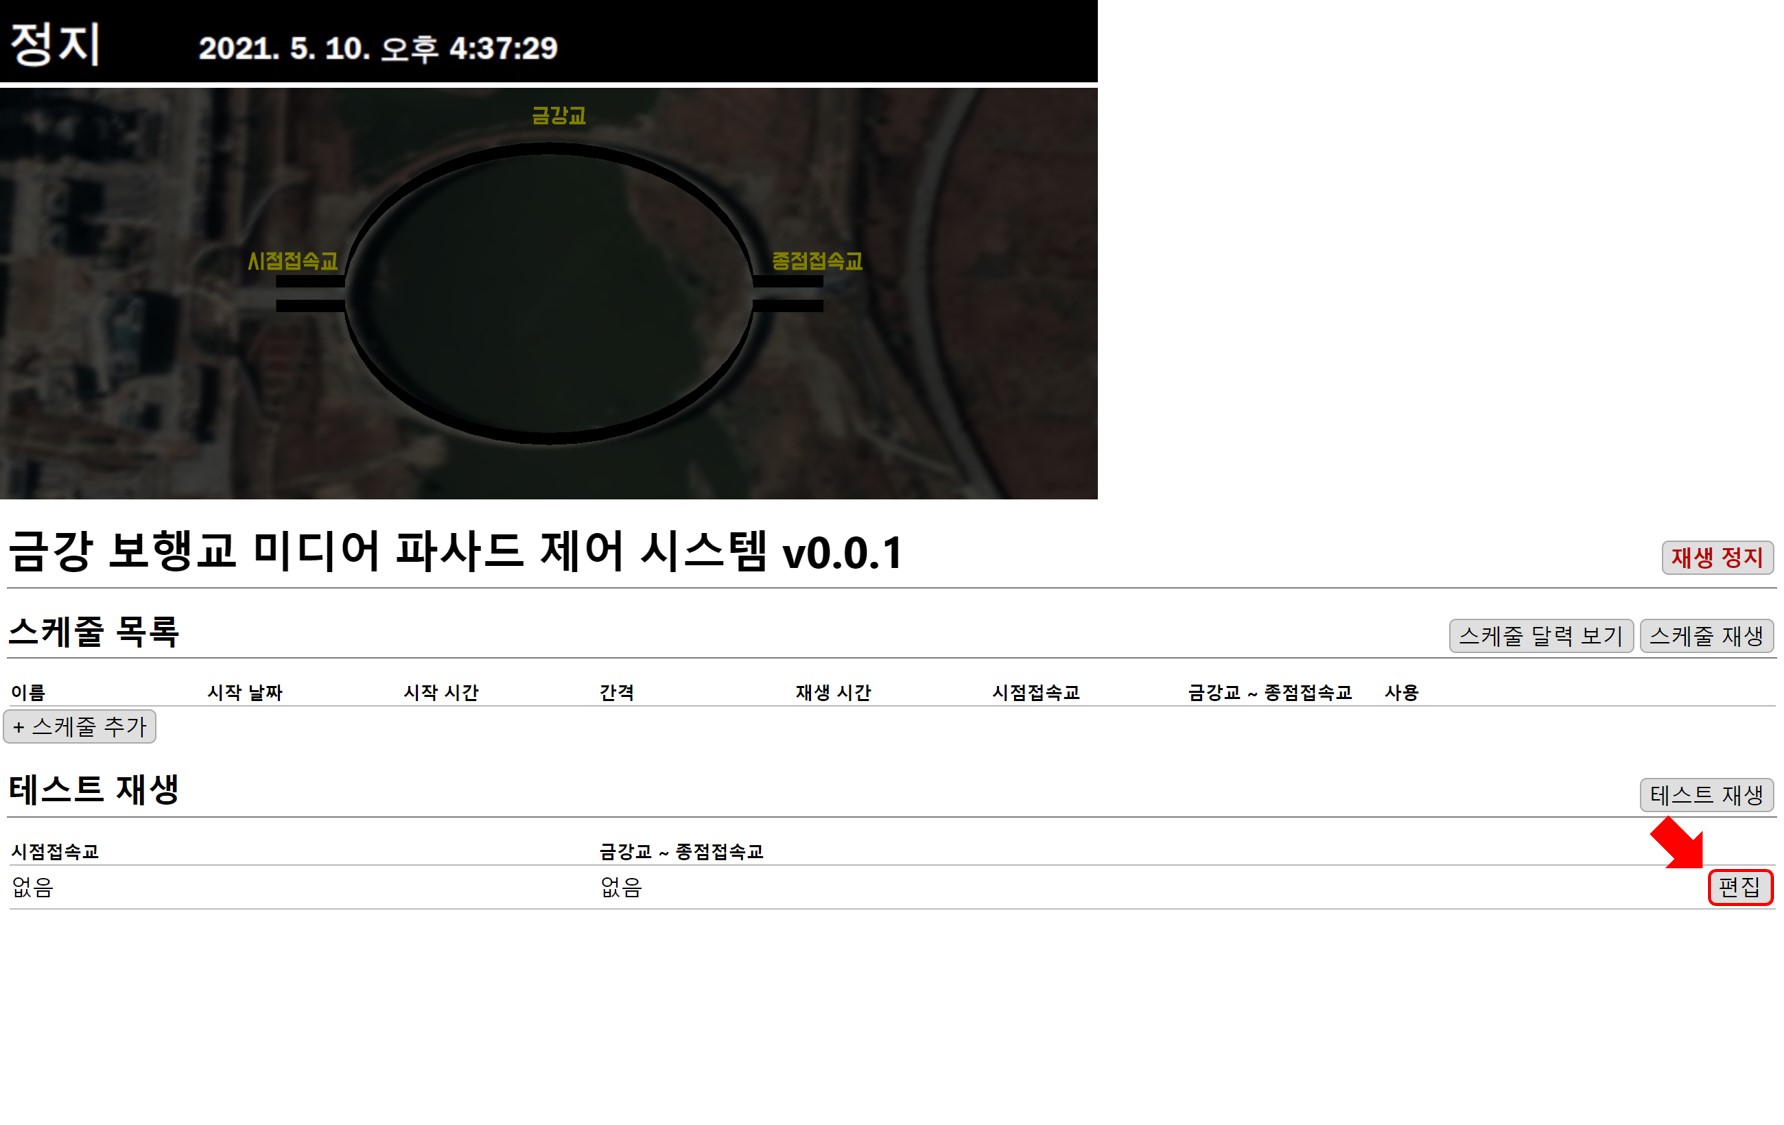 정지 2021. 5. 10. 오후 4:37:29
금강교
시점접속교 종점접속교
금강 보행교 미디어 파사드 제어 시스템 v0.0.1 재생 정지
스케줄 목록 스케줄 달력 보기 스케줄 재생
이름 시작 날짜 시작 시간 간격 재생 시간 시점접속교 금강교 ~ 종점접속교 사용
+ 스케줄 추가
테스트 재생 테스트 재생
시점접속교 금강교 ~ 종점접속교
없음 없음 편집